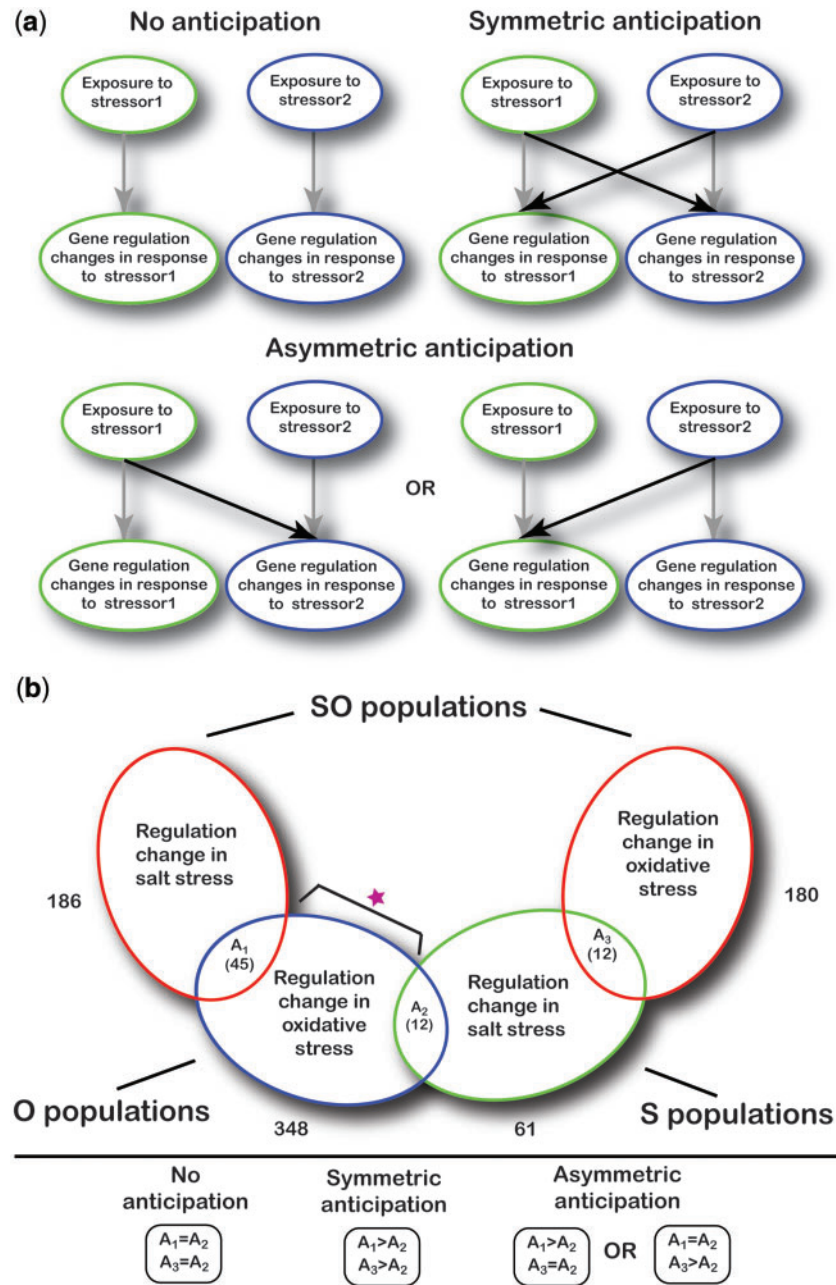 (a)
No anticipation
Symmetric anticipation
Exposure to
stressor1
Exposure to
stressor2
Exposure to
stressor1
Exposure to
stressor2
Gene regulation
changes in response
to stressor1
Gene regulation
changes in response
to stressor2
Gene regulation
changes in response
to stressor1
Gene regulation
changes in response
to stressor2
Asymmetric anticipation
Exposure to
stressor1
Exposure to
stressor2
Exposure to
stressor1
Exposure to
stressor2
OR
Gene regulation
changes in response
to stressor1
Gene regulation
changes in response
to stressor2
Gene regulation
changes in response
to stressor1
Gene regulation
changes in response
to stressor2
(b)
SO populations
Regulation
change in
salt stress
Regulation
change in
oxidative
stress
186
180
A₁
(45)
A₃
(12)
Regulation
change in
oxidative
stress
A₂
(12)
Regulation
change in
salt stress
O populations
S populations
348
61
No
anticipation
Symmetric
anticipation
Asymmetric
anticipation
A₁=A₂
A₃=A₂
A₁>A₂
A₃>A₂
A₁>A₂
A₃=A₂
OR
A₁=A₂
A₃>A₂